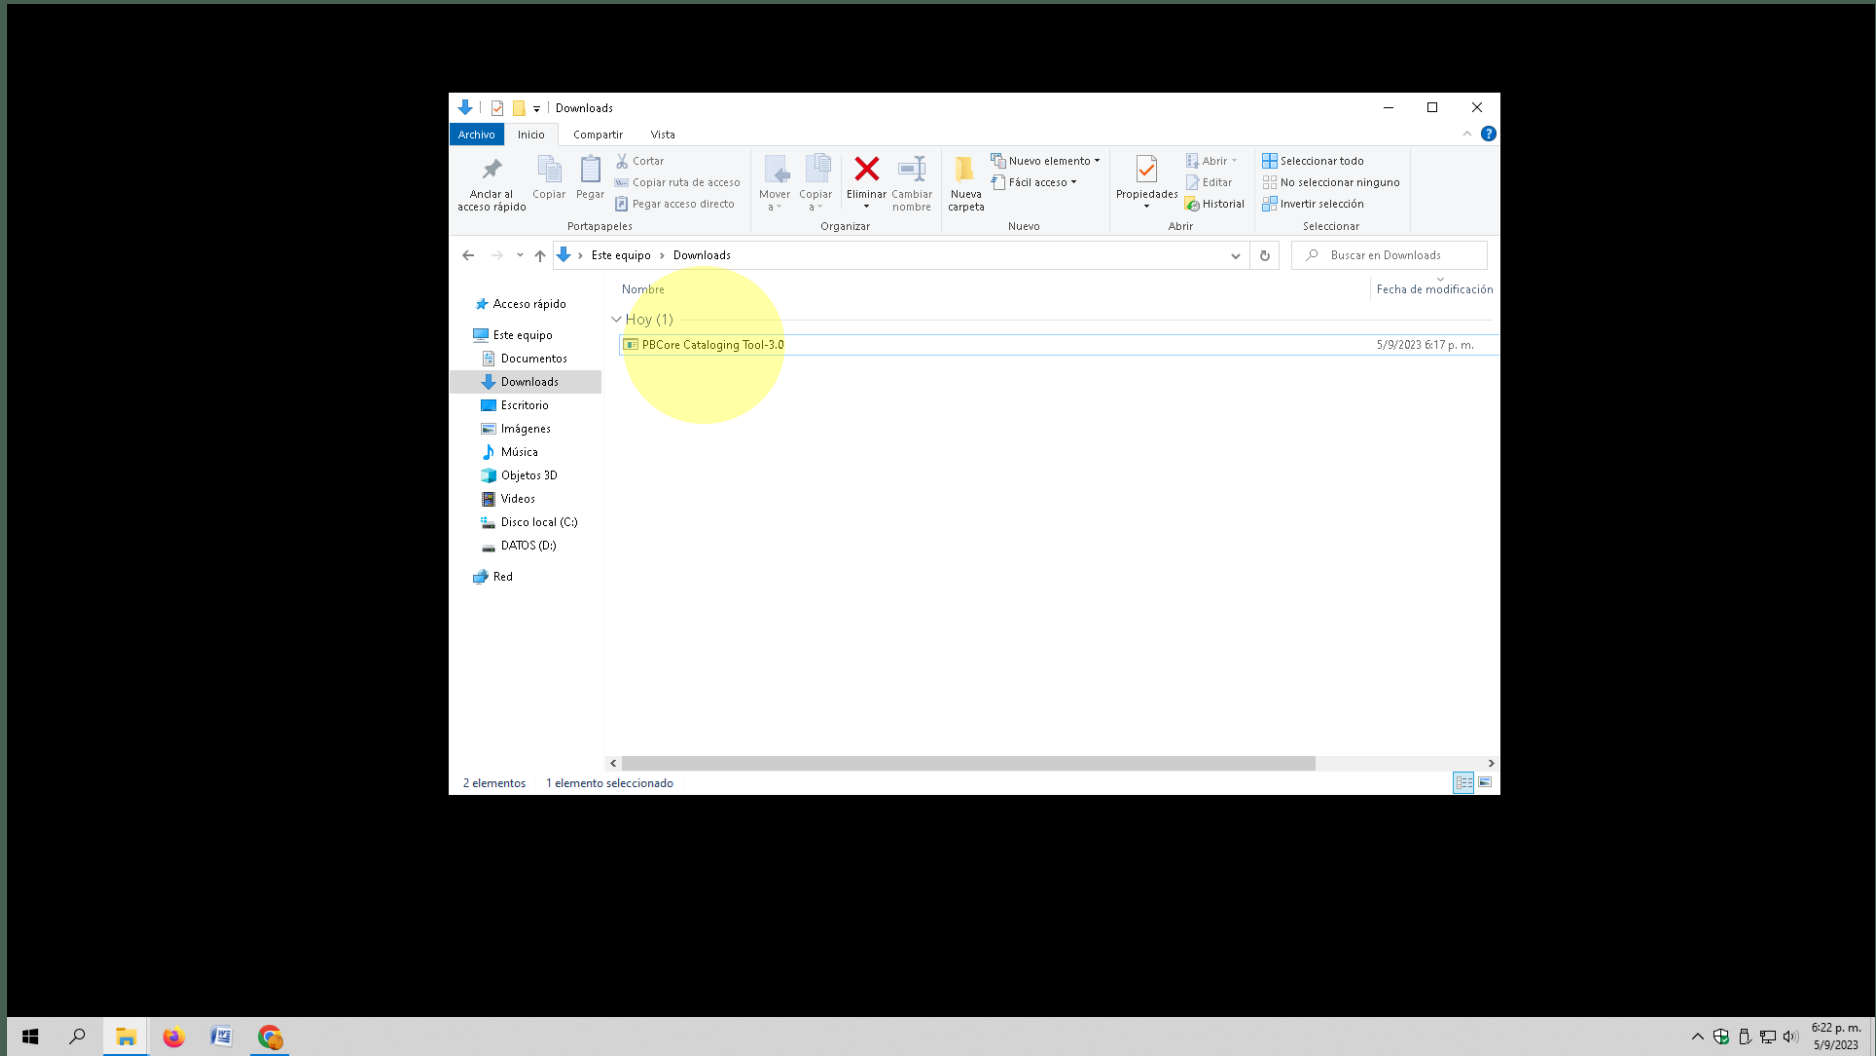 Downloads
Archivo Inicio Compartir Vista
Anclar al acceso rápido
Copiar
Pegar
Cortar
Copiar ruta de acceso
Pegar acceso directo
Portapapeles
Mover a
Copiar a
Eliminar
Cambiar nombre
Organizar
Nueva carpeta
Nuevo elemento
Fácil acceso
Nuevo
Propiedades
Abrir
Editar
Historial
Abrir
Seleccionar todo
No seleccionar ninguno
Invertir selección
Seleccionar
Este equipo > Downloads
Buscar en Downloads
Nombre Fecha de modificación
Hoy (1)
PBCore Cataloging Tool-3.0 5/9/2023 6:17 p. m.
Acceso rápido
Este equipo
Documentos
Downloads
Escritorio
Imágenes
Música
Objetos 3D
Videos
Disco local (C:)
DATOS (D:)
Red
2 elementos 1 elemento seleccionado
6:22 p. m.
5/9/2023